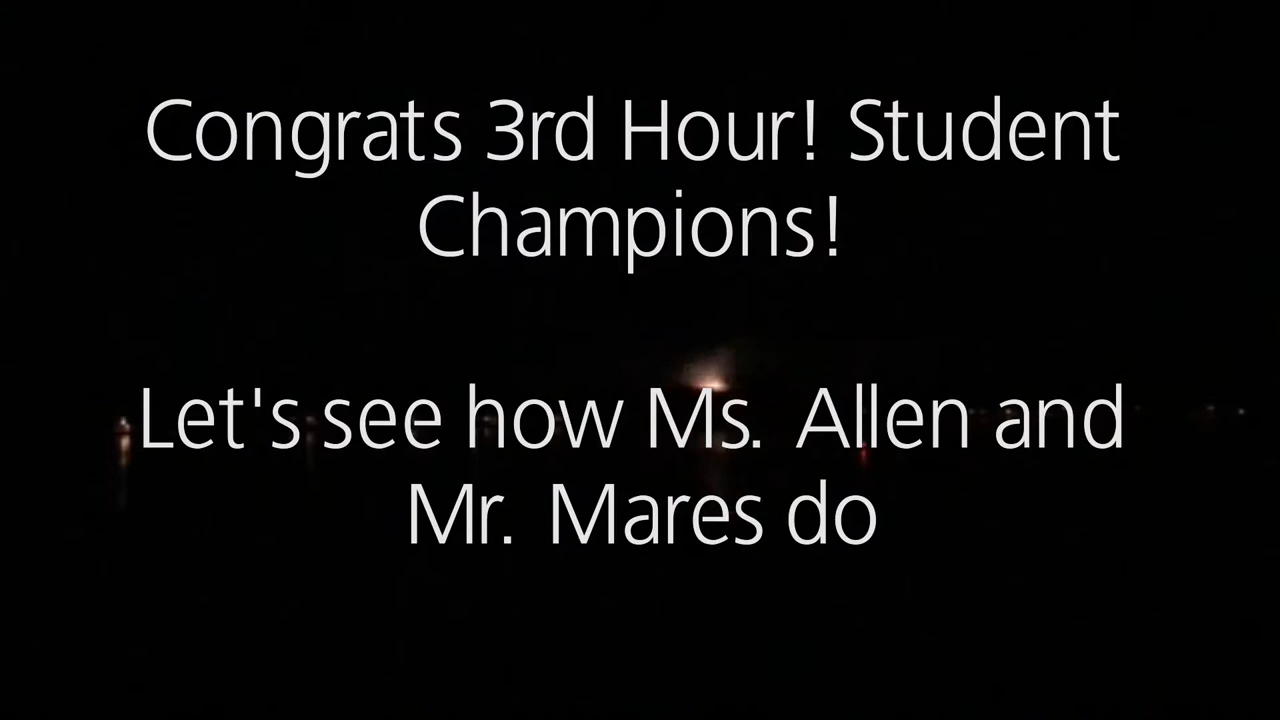 Congrats 3rd Hour! Student
Champions!
Let's see how Ms. Allen and
Mr. Mares do